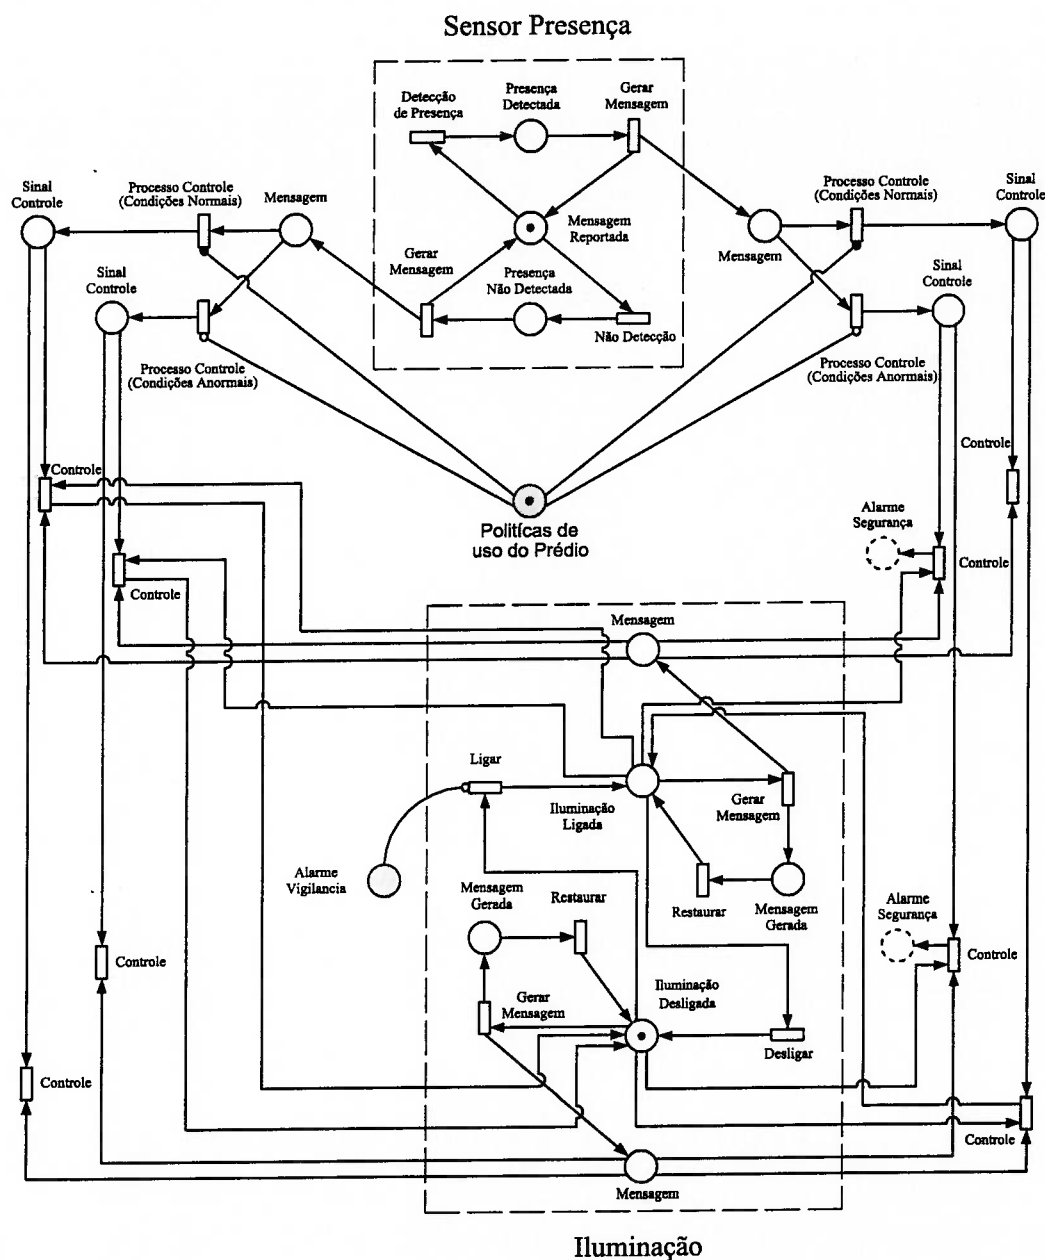 Sensor Presença
Detecção
de Presença
Presença
Detectada
Gerar
Mensagem
Sinal
Controle
Processo Controle
(Condições Normais)
Mensagem
Mensagem
Reportada
Gerar
Mensagem
Presença
Não Detectada
Não Detecção
Mensagem
Processo Controle
(Condições Normais)
Sinal
Controle
Sinal
Controle
Processo Controle
(Condições Anormais)
Sinal
Controle
Processo Controle
(Condições Anormais)
Controle
Controle
Politícas de
uso do Prédio
Alarme
Segurança
Controle
Controle
Mensagem
Ligar
Iluminação
Ligada
Gerar
Mensagem
Alarme
Vigilancia
Mensagem
Gerada
Restaurar
Restaurar
Mensagem
Gerada
Alarme
Segurança
Controle
Controle
Gerar
Mensagem
Iluminação
Desligada
Desligar
Controle
Controle
Mensagem
Iluminação